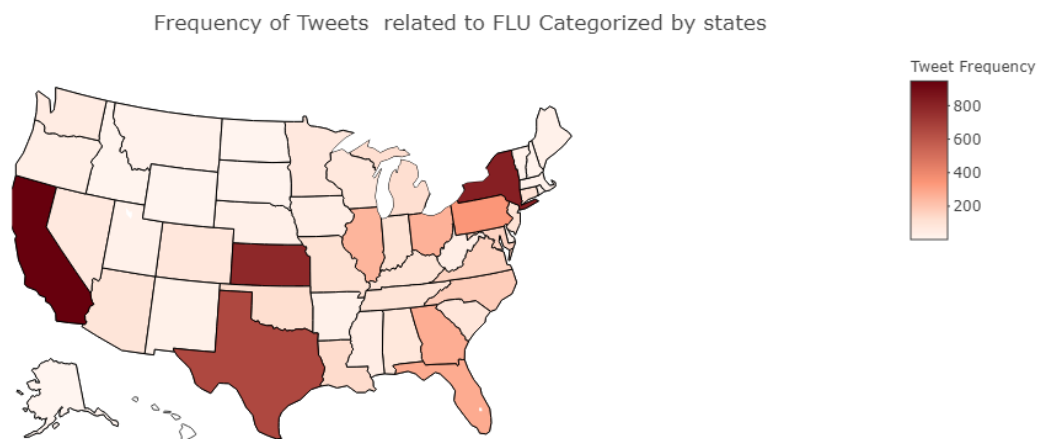 Frequency of Tweets  related to FLU Categorized by states
Tweet Frequency
800
600
400
200